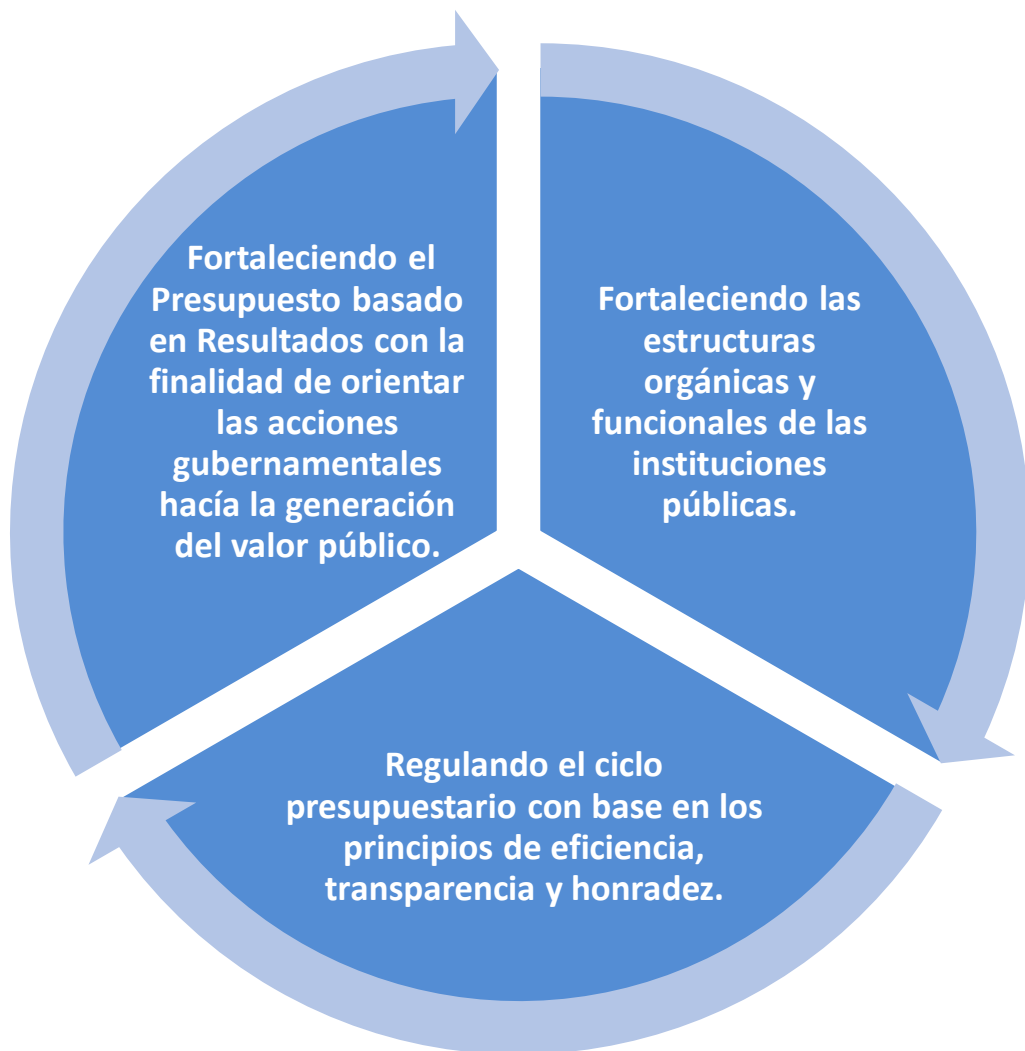 Fortaleciendo el
Presupuesto basado
en Resultados con la
finalidad de orientar
las acciones
gubernamentales
hacía la generación
del valor público.
Fortaleciendo las
estructuras
orgánicas y
funcionales de las
instituciones
públicas.
Regulando el ciclo
presupuestario con base en los
principios de eficiencia,
transparencia y honradez.